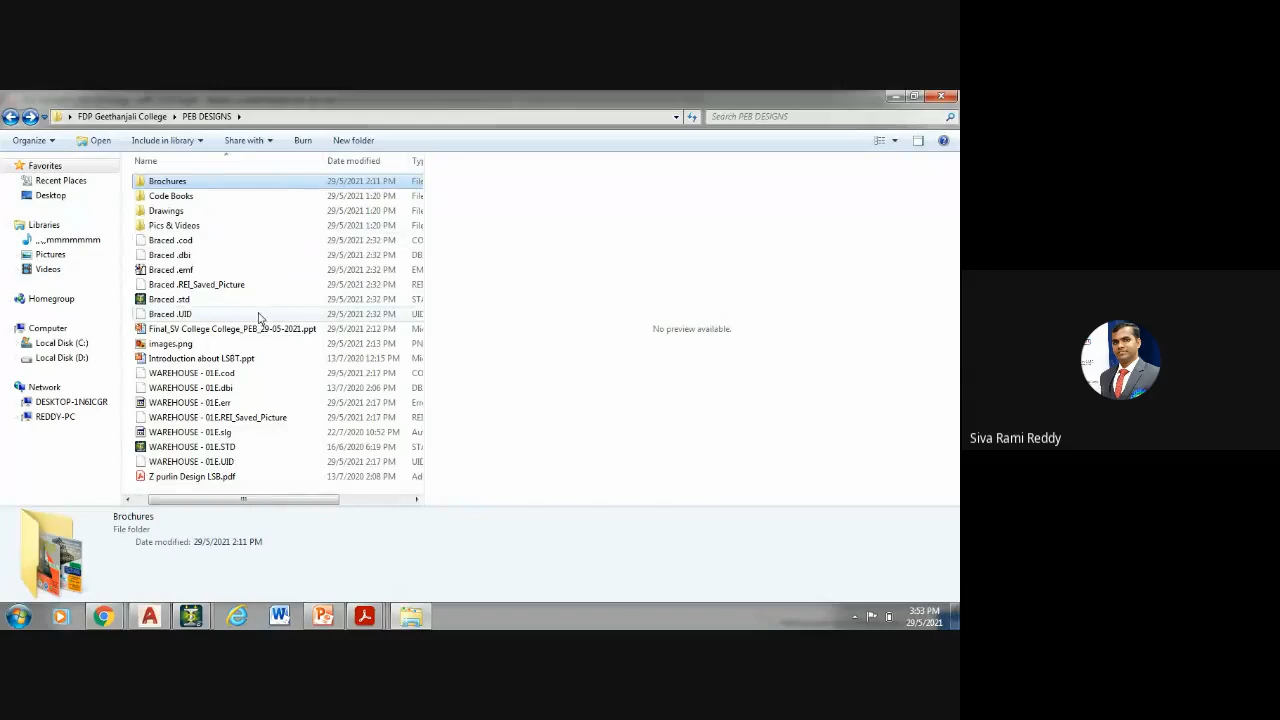 FDP Geethanjali College PEB DESIGNS Search PEB DESIGNS
Organize Open Include in library Share with Burn New folder
Favorites
Recent Places
Desktop
Libraries
.,.,mmmmmmm
Pictures
Videos
Homegroup
Computer
Local Disk (C:)
Local Disk (D:)
Network
DESKTOP-1N6ICGR
REDDY-PC
Name Date modified Typ
Brochures 29/5/2021 2:11 PM File
Code Books 29/5/2021 1:20 PM File
Drawings 29/5/2021 1:20 PM File
Pics & Videos 29/5/2021 1:20 PM File
Braced .cod 29/5/2021 2:32 PM CO
Braced .dbi 29/5/2021 2:32 PM DB
Braced .emf 29/5/2021 2:32 PM EM
Braced .REI_Saved_Picture 29/5/2021 2:32 PM REI
Braced .std 29/5/2021 2:32 PM STA
Braced .UID 29/5/2021 2:32 PM UID
Final_SV College College_PEB_29-05-2021.ppt 29/5/2021 2:12 PM Mic
images.png 29/5/2021 2:13 PM PN
Introduction about LSBT.ppt 13/7/2020 12:15 PM Mic
WAREHOUSE - 01E.cod 29/5/2021 2:17 PM CO
WAREHOUSE - 01E.dbi 13/7/2020 2:06 PM DB
WAREHOUSE - 01E.err 29/5/2021 2:17 PM Err
WAREHOUSE - 01E.REI_Saved_Picture 29/5/2021 2:17 PM REI
WAREHOUSE - 01E.slg 22/7/2020 10:52 PM Aut
WAREHOUSE - 01E.STD 16/6/2020 6:19 PM STA
WAREHOUSE - 01E.UID 29/5/2021 2:17 PM UID
Z purlin Design LSB.pdf 13/7/2020 2:08 PM Ad
No preview available.
Brochures
File folder
Date modified: 29/5/2021 2:11 PM
3:53 PM
29/5/2021
Siva Rami Reddy